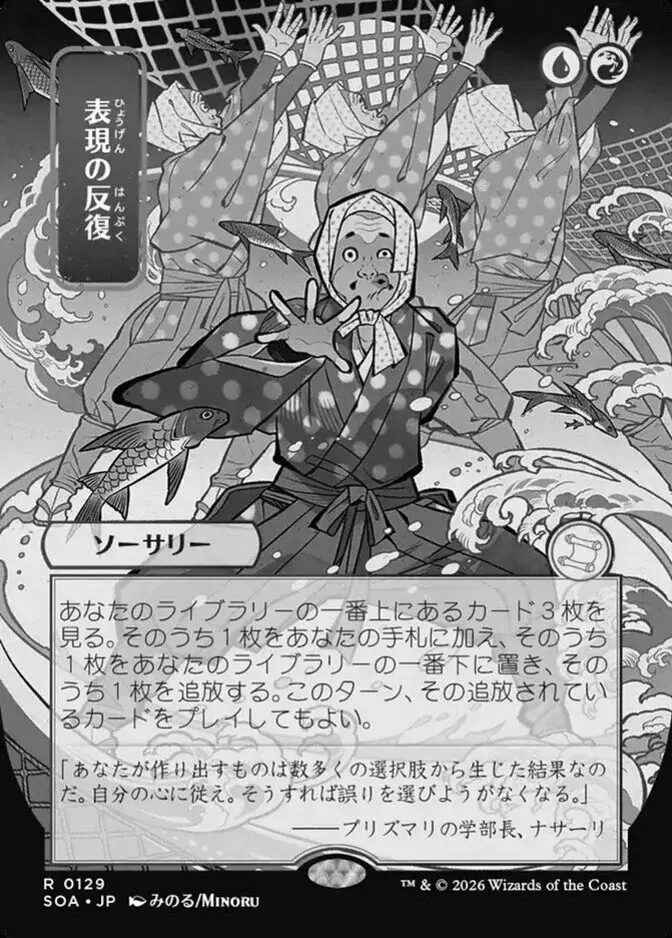 表現の反復
ひょうげん
はんぷく
ソーサリー
あなたのライブラリーの一番上にあるカード3枚を
見る。そのうち1枚をあなたの手札に加え、そのうち
1枚をあなたのライブラリーの一番下に置き、その
うち1枚を追放する。このターン、その追放されてい
るカードをプレイしてもよい。
「あなたが作り出すものは数多くの選択肢から生じた結果なの
だ。自分の心に従え。そうすれば誤りを選びようがなくなる。」
――プリズマリの学部長、ナサーリ
R 0129
SOA・JP みのる/MINORU
™ & © 2026 Wizards of the Coast